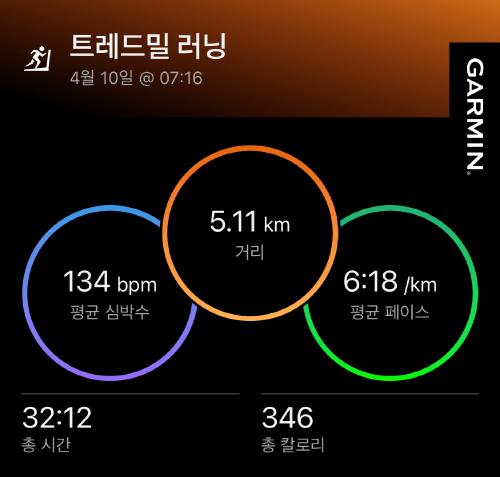 트레드밀 러닝
4월 10일 @ 07:16
GARMIN
5.11 km
거리
134 bpm
평균 심박수
6:18 /km
평균 페이스
32:12
총 시간
346
총 칼로리